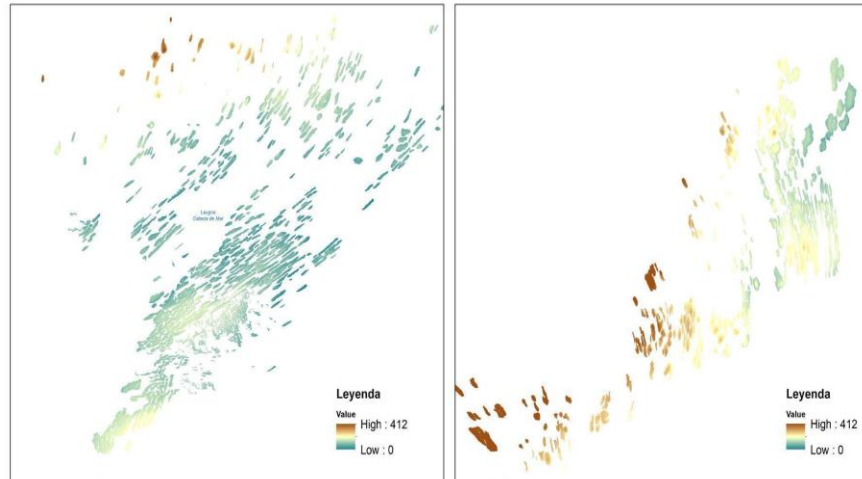 Laguna
Cabeza de Mar
Leyenda
Value
High : 412
Low : 0
Leyenda
Value
High : 412
Low : 0